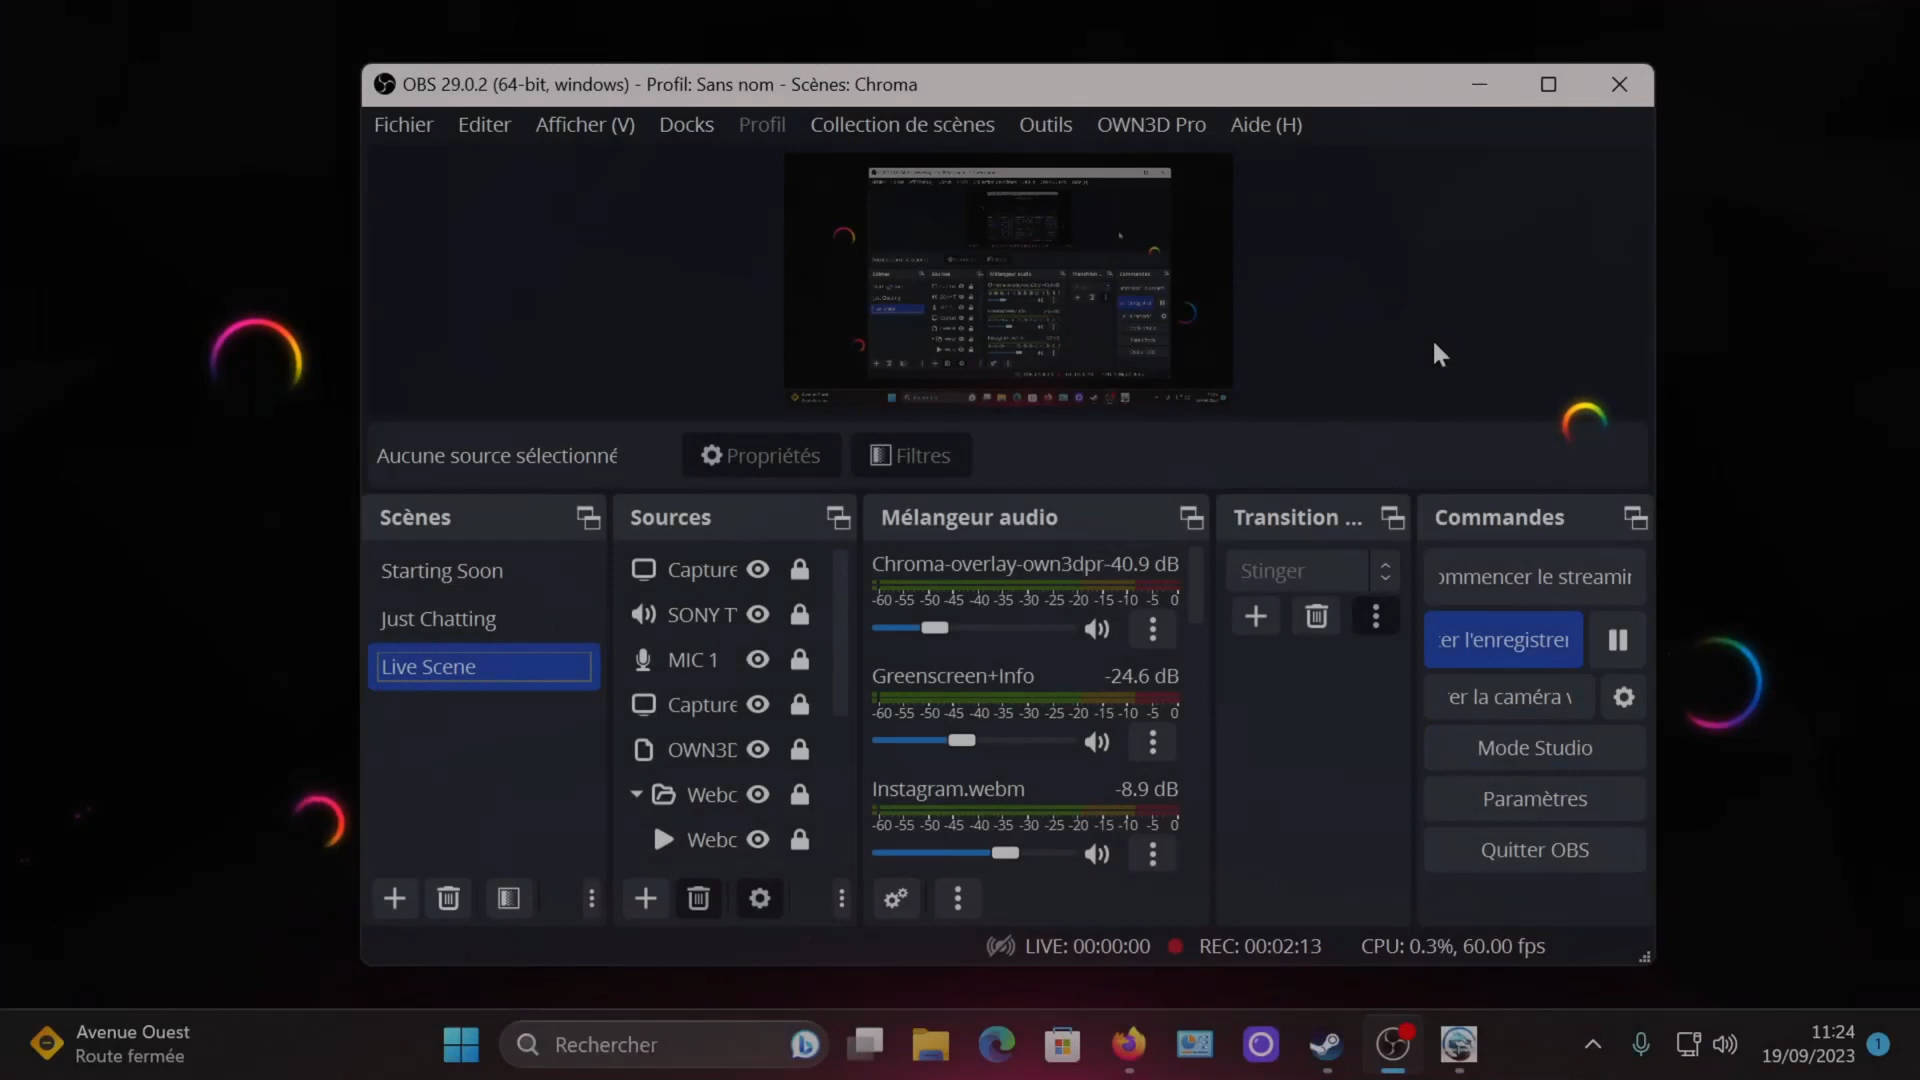 OBS 29.0.2 (64-bit, windows) - Profil: Sans nom - Scènes: Chroma
Fichier Editer Afficher (V) Docks Profil Collection de scènes Outils OWN3D Pro Aide (H)
Aucune source sélectionné Propriétés Filtres
Scènes
Starting Soon
Just Chatting
Live Scene
Sources
Capture
SONY T
MIC 1
Capture
OWN3D
Webc
Webc
Mélangeur audio
Chroma-overlay-own3dpr -40.9 dB
-60 -55 -50 -45 -40 -35 -30 -25 -20 -15 -10 -5 0
Greenscreen+Info -24.6 dB
-60 -55 -50 -45 -40 -35 -30 -25 -20 -15 -10 -5 0
Instagram.webm -8.9 dB
-60 -55 -50 -45 -40 -35 -30 -25 -20 -15 -10 -5 0
Transition ...
Stinger
Commandes
ommencer le streamin
er l'enregistrer
er la caméra v
Mode Studio
Paramètres
Quitter OBS
LIVE: 00:00:00 REC: 00:02:13 CPU: 0.3%, 60.00 fps
Avenue Ouest
Route fermée
Rechercher
11:24
19/09/2023
1